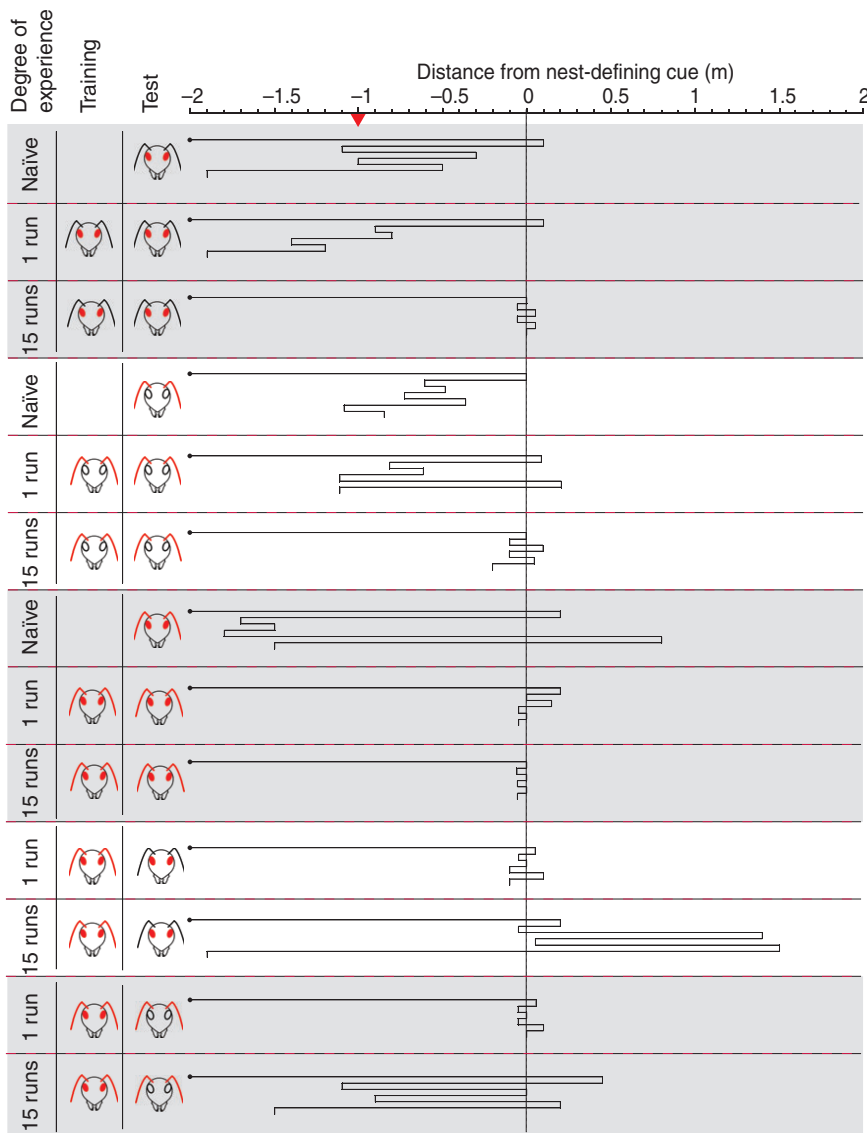 Degree of
experience
Training
Test
Distance from nest-defining cue (m)
–2 –1.5 –1 –0.5 0 0.5 1 1.5 2
Naïve
1 run
15 runs
Naïve
1 run
15 runs
Naïve
1 run
15 runs
1 run
15 runs
1 run
15 runs